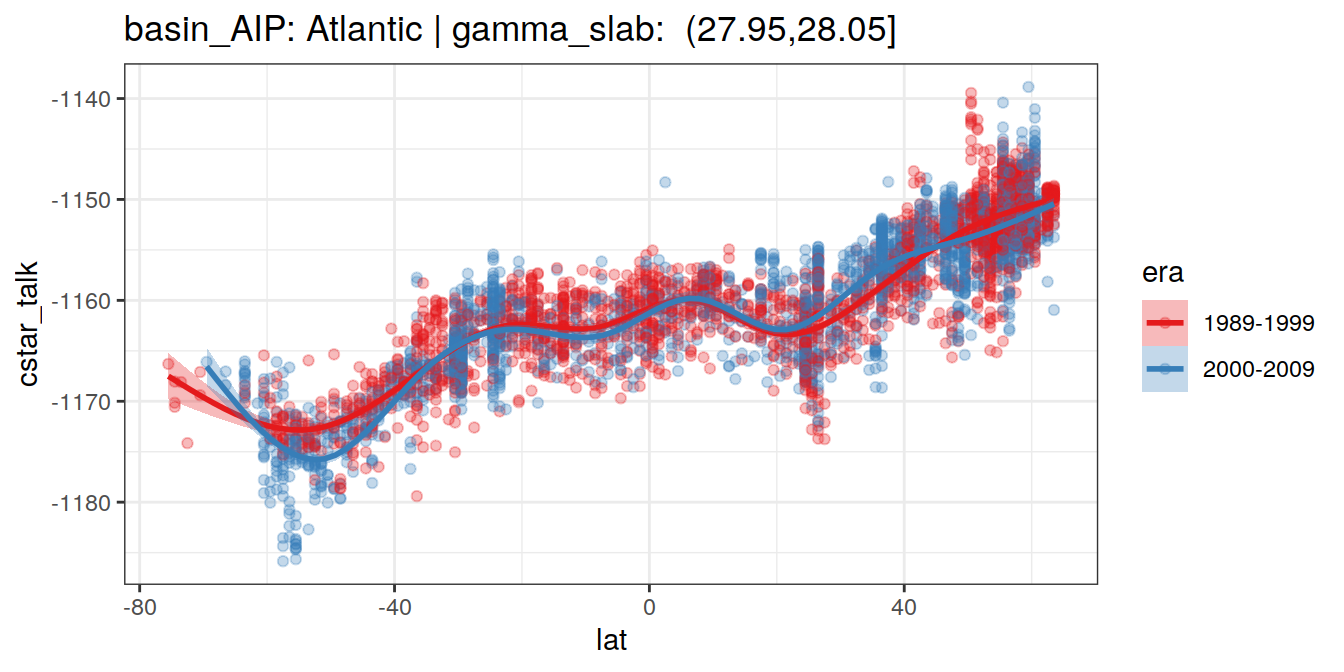 basin_AIP: Atlantic | gamma_slab:  (27.95,28.05]
cstar_talk
-1140
-1150
-1160
-1170
-1180
-80
-40
0
40
lat
era
1989-1999
2000-2009